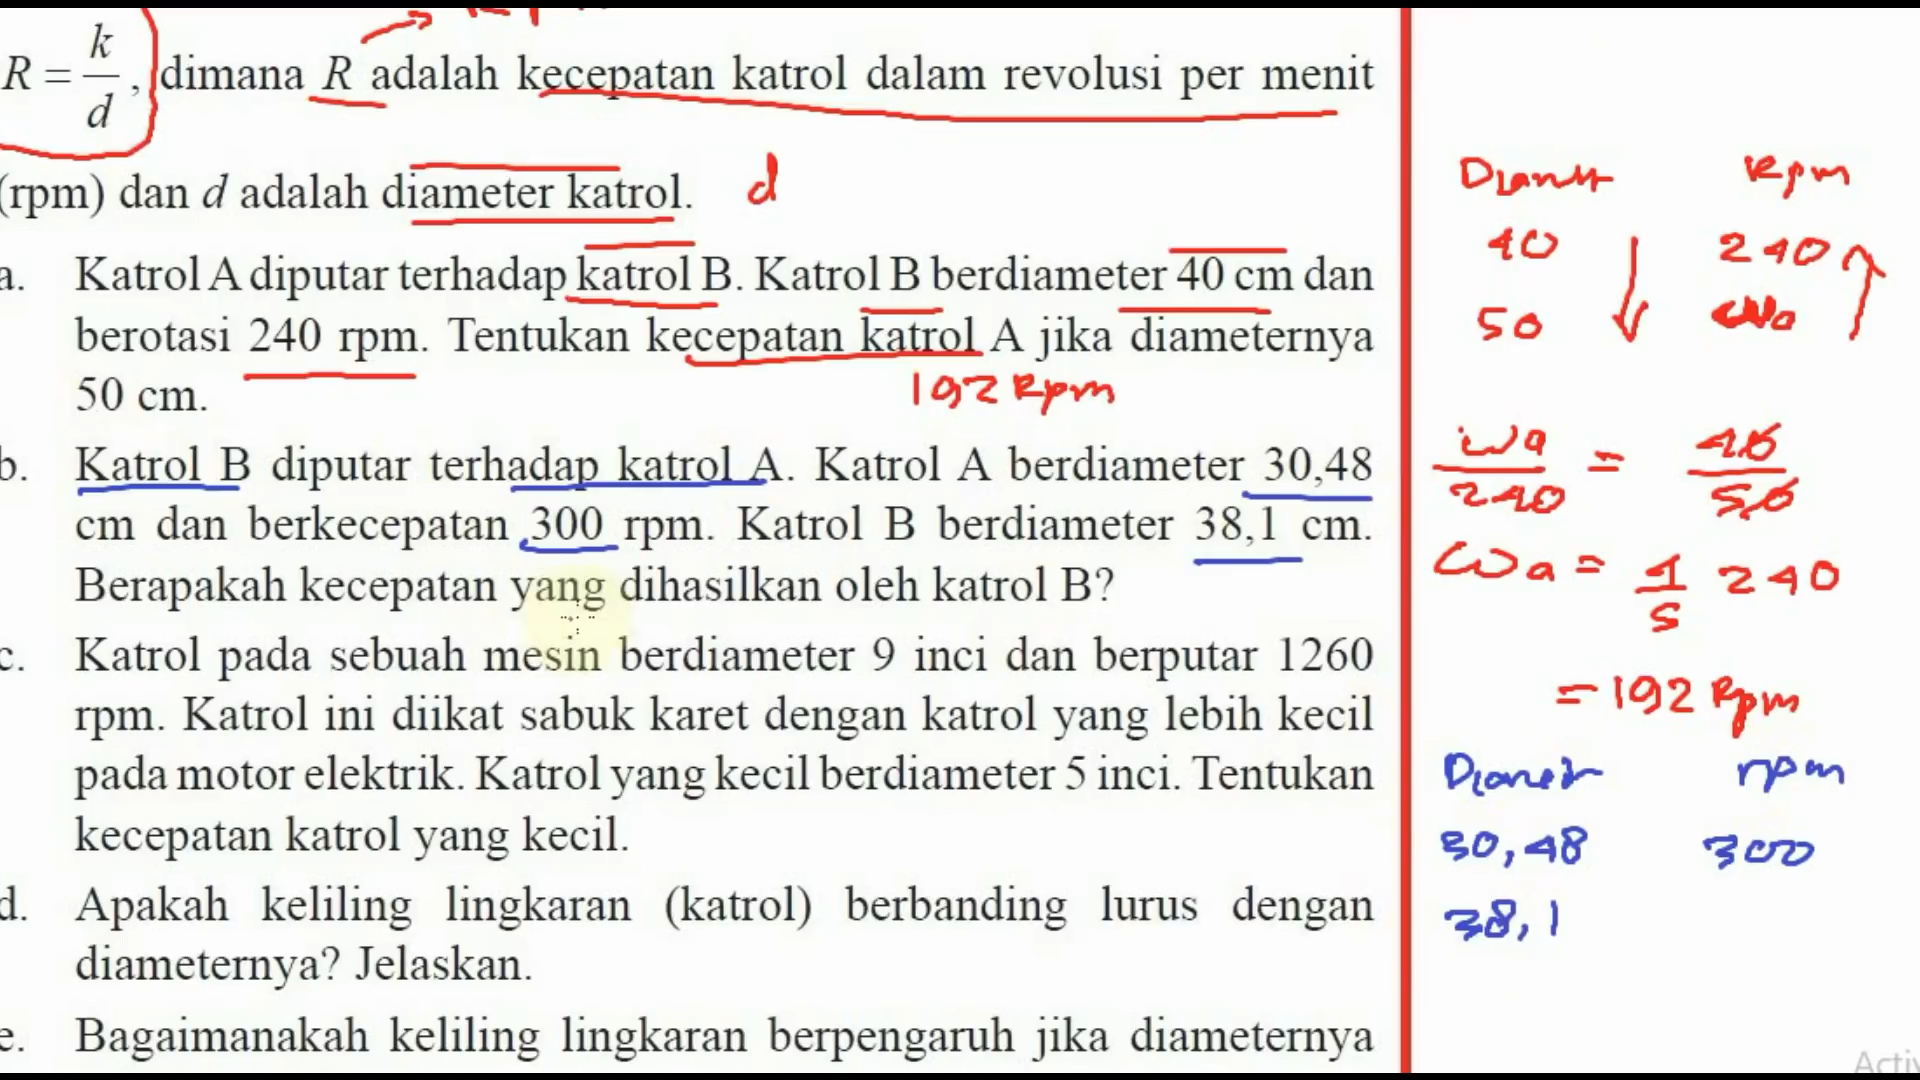 R = k/d , dimana R adalah kecepatan katrol dalam revolusi per menit
(rpm) dan d adalah diameter katrol. d
a. Katrol A diputar terhadap katrol B. Katrol B berdiameter 40 cm dan
berotasi 240 rpm. Tentukan kecepatan katrol A jika diameternya
50 cm. 192 Rpm
b. Katrol B diputar terhadap katrol A. Katrol A berdiameter 30,48
cm dan berkecepatan 300 rpm. Katrol B berdiameter 38,1 cm.
Berapakah kecepatan yang dihasilkan oleh katrol B?
c. Katrol pada sebuah mesin berdiameter 9 inci dan berputar 1260
rpm. Katrol ini diikat sabuk karet dengan katrol yang lebih kecil
pada motor elektrik. Katrol yang kecil berdiameter 5 inci. Tentukan
kecepatan katrol yang kecil.
d. Apakah keliling lingkaran (katrol) berbanding lurus dengan
diameternya? Jelaskan.
e. Bagaimanakah keliling lingkaran berpengaruh jika diameternya
Rpm
40 240
50 ωa
ωa/240 = 40/50
ωa = 4/5 240
= 192 Rpm
rpm
30,48 300
38,1
Activ